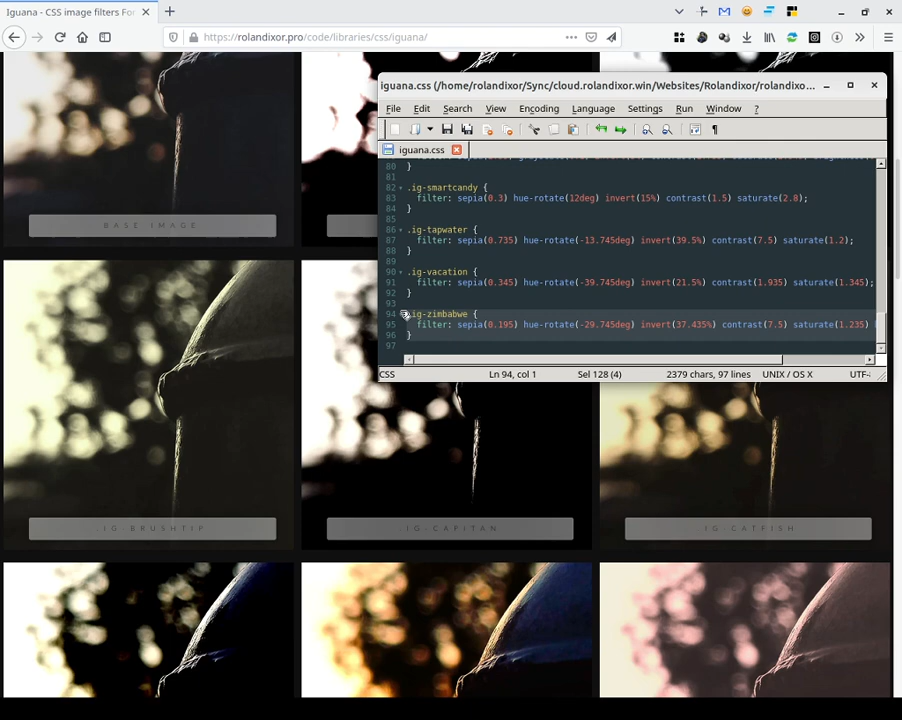 Iguana - CSS image filters For
https://rolandixor.pro/code/libraries/css/iguana/
BASE IMAGE
iguana.css (/home/rolandixor/Sync/cloud.rolandixor.win/Websites/Rolandixor/rolandixo...
File Edit Search View Encoding Language Settings Run Window ?
iguana.css
80 }
81
82 .ig-smartcandy {
83 filter: sepia(0.3) hue-rotate(12deg) invert(15%) contrast(1.5) saturate(2.8);
84 }
85
86 .ig-tapwater {
87 filter: sepia(0.735) hue-rotate(-13.745deg) invert(39.5%) contrast(7.5) saturate(1.2);
88 }
89
90 .ig-vacation {
91 filter: sepia(0.345) hue-rotate(-39.745deg) invert(21.5%) contrast(1.935) saturate(1.345);
92 }
93
94 .ig-zimbabwe {
95 filter: sepia(0.195) hue-rotate(-29.745deg) invert(37.435%) contrast(7.5) saturate(1.235)
96 }
97
CSS Ln 94, col 1 Sel 128 (4) 2379 chars, 97 lines UNIX / OS X UTF-
.IG-BRUSHTIP
.IG-CAPITAN
.IG-CATFISH